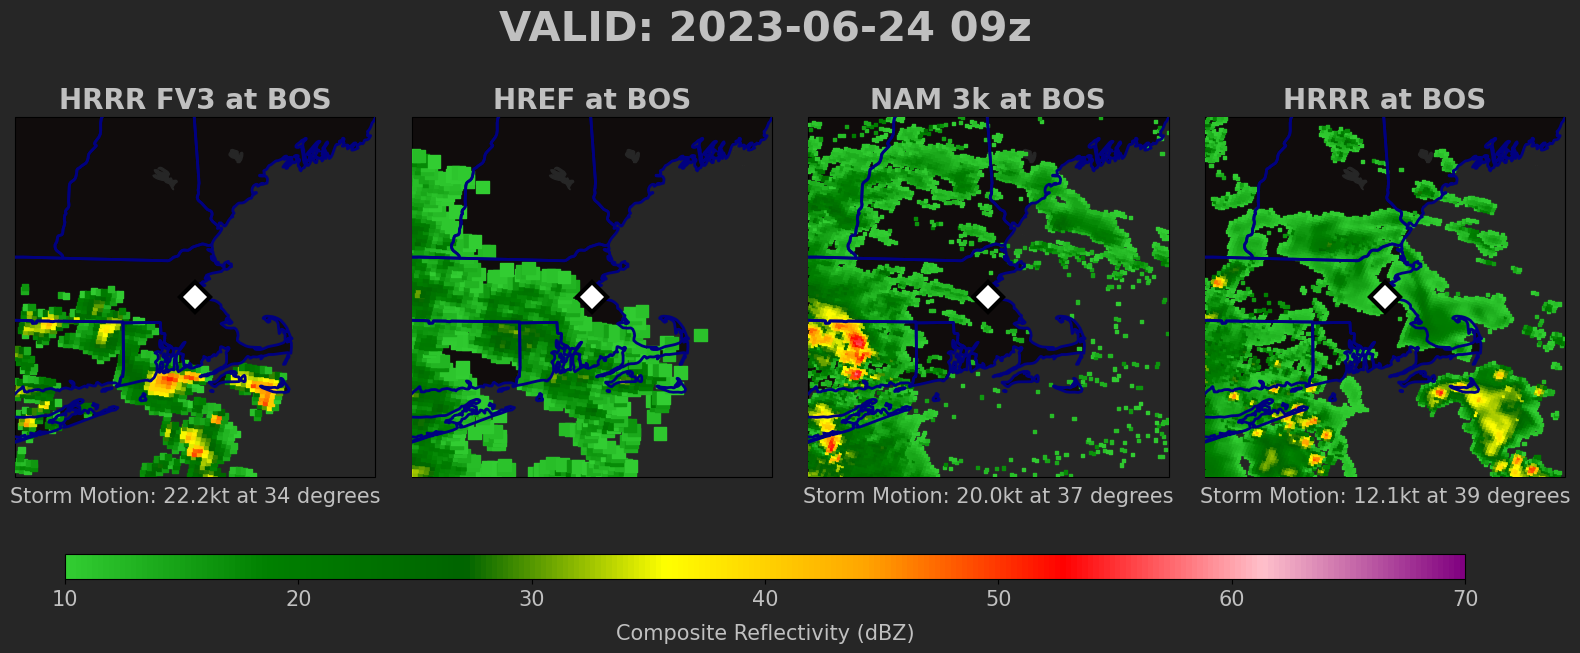 VALID: 2023-06-24 09z
HRRR FV3 at BOS
HREF at BOS
NAM 3k at BOS
HRRR at BOS
Storm Motion: 22.2kt at 34 degrees
Storm Motion: 20.0kt at 37 degrees
Storm Motion: 12.1kt at 39 degrees
10 20 30 40 50 60 70
Composite Reflectivity (dBZ)